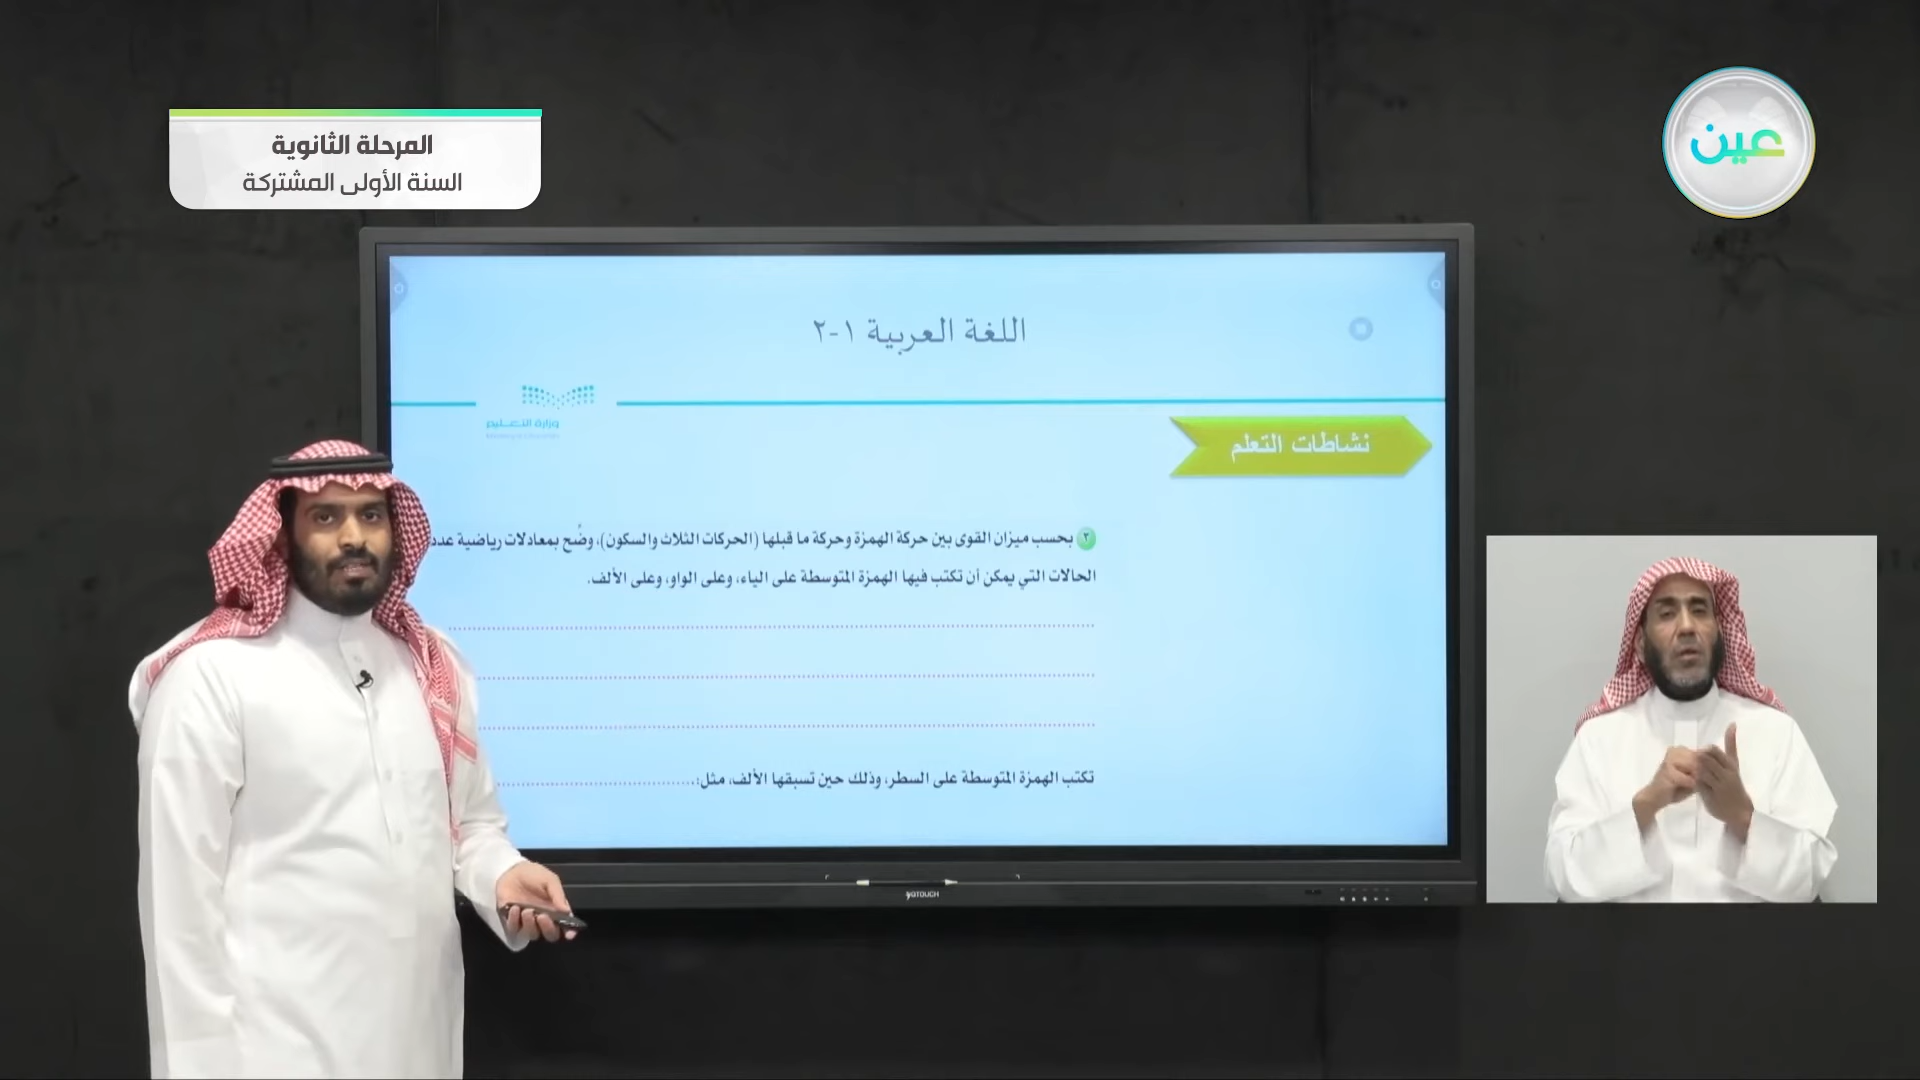 المرحلة الثانوية
السنة الأولى المشتركة
عين
اللغة العربية ١-٢
وزارة التعليم
نشاطات التعلم
٣ بحسب ميزان القوى بين حركة الهمزة وحركة ما قبلها (الحركات الثلاث والسكون)، وضِّح بمعادلات رياضية عدد
الحالات التي يمكن أن تكتب فيها الهمزة المتوسطة على الياء، وعلى الواو، وعلى الألف.
تكتب الهمزة المتوسطة على السطر، وذلك حين تسبقها الألف، مثل: